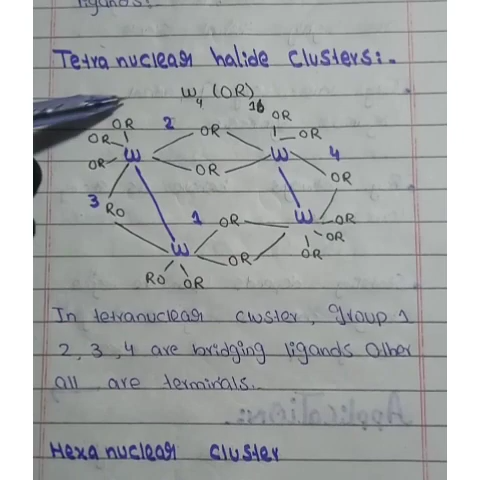 ligands.
Tetra nuclear halide clusters:-
W4 (OR)16
OR 2 OR OR
OR OR
OR W OR W 4
OR
3 RO 1 OR W OR
W OR OR
RO OR OR
In tetranuclear cluster, group 1
2, 3, 4 are bridging ligands other
all are terminals.
Hexa nuclear cluster